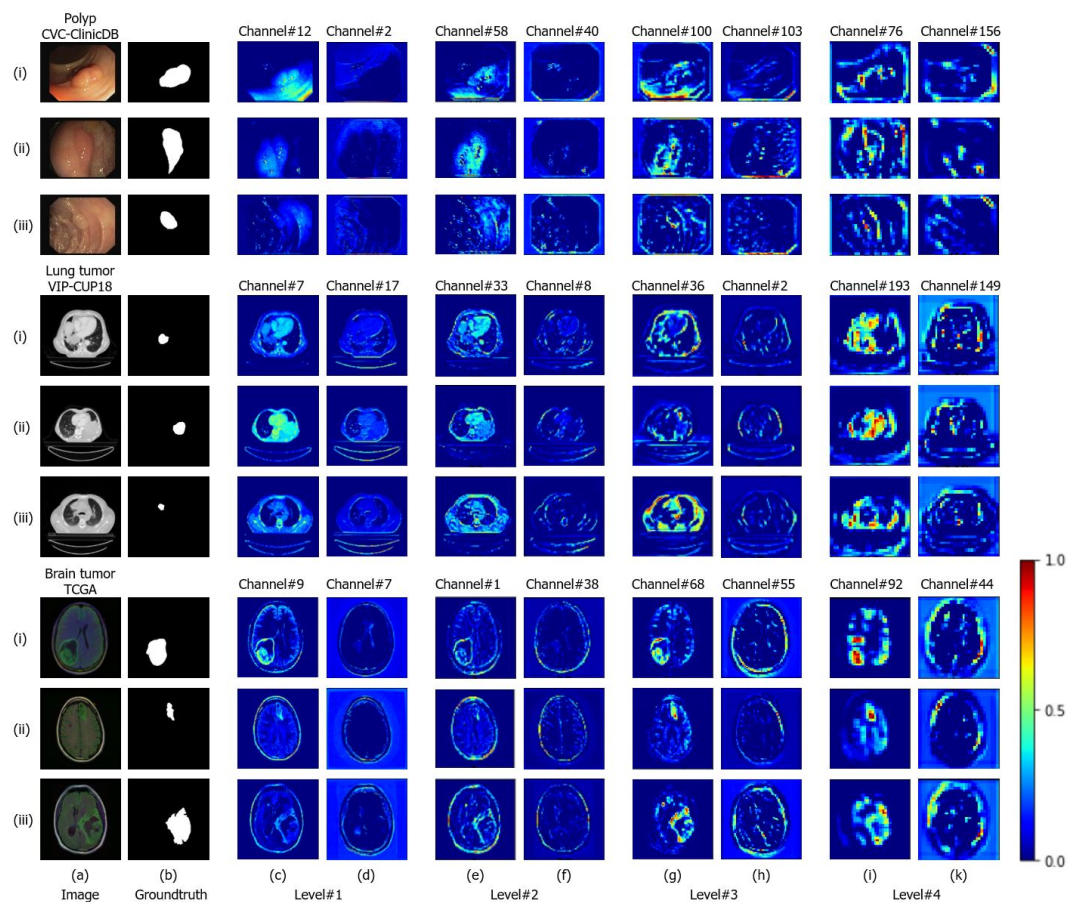 Polyp
CVC-ClinicDB
Channel#12 Channel#2 Channel#58 Channel#40 Channel#100 Channel#103 Channel#76 Channel#156
(i)
(ii)
(iii)
Lung tumor
VIP-CUP18
Channel#7 Channel#17 Channel#33 Channel#8 Channel#36 Channel#2 Channel#193 Channel#149
(i)
(ii)
(iii)
Brain tumor
TCGA
Channel#9 Channel#7 Channel#1 Channel#38 Channel#68 Channel#55 Channel#92 Channel#44
(i)
(ii)
(iii)
1.0
0.5
0.0
(a) (b) (c) (d) (e) (f) (g) (h) (i) (k)
Image Groundtruth Level#1 Level#2 Level#3 Level#4